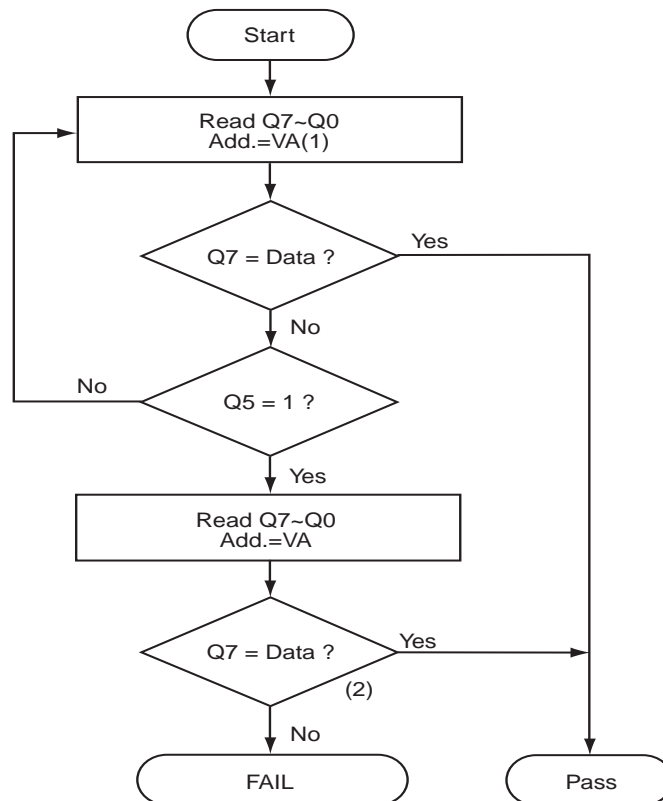 Start
Read Q7~Q0
Add.=VA(1)
Q7 = Data ?
Yes
No
No
Q5 = 1 ?
Yes
Read Q7~Q0
Add.=VA
Q7 = Data ?
Yes
(2)
No
FAIL
Pass